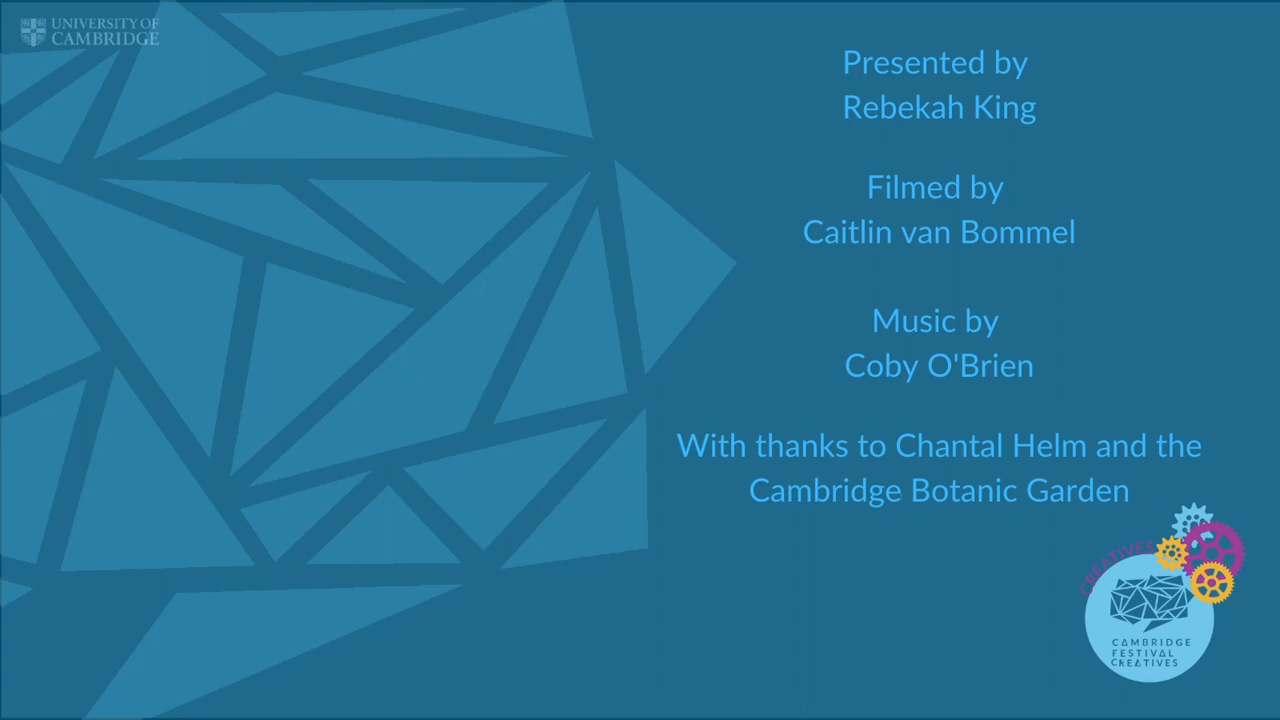 UNIVERSITY OF
CAMBRIDGE
Presented by
Rebekah King
Filmed by
Caitlin van Bommel
Music by
Coby O'Brien
With thanks to Chantal Helm and the
Cambridge Botanic Garden
CREATIVES
CAMBRIDGE
FESTIVAL
CREATIVES